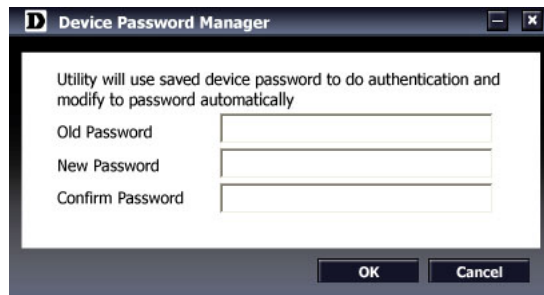 D Device Password Manager
Utility will use saved device password to do authentication and
modify to password automatically
Old Password
New Password
Confirm Password
OK Cancel